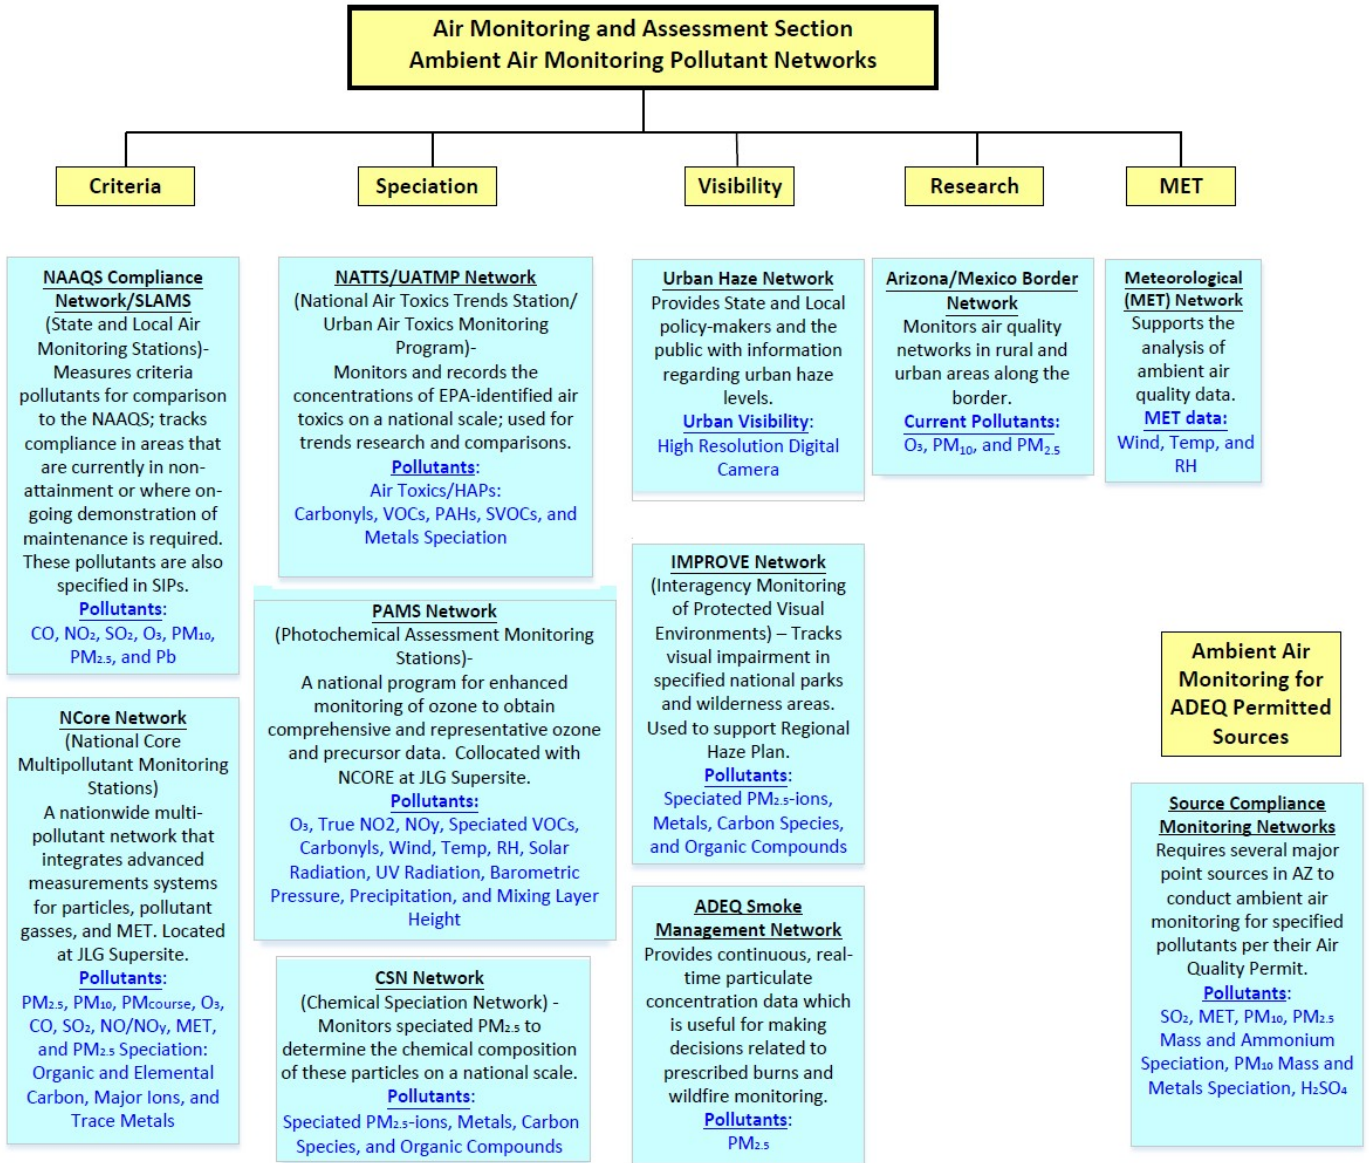 Air Monitoring and Assessment Section
Ambient Air Monitoring Pollutant Networks
Criteria
Speciation
Visibility
Research
MET
NAAQS Compliance
Network/SLAMS
(State and Local Air
Monitoring Stations)-
Measures criteria
pollutants for comparison
to the NAAQS; tracks
compliance in areas that
are currently in non-
attainment or where on-
going demonstration of
maintenance is required.
These pollutants are also
specified in SIPs.
Pollutants:
CO, NO₂, SO₂, O₃, PM₁₀,
PM₂.₅, and Pb
NCore Network
(National Core
Multipollutant Monitoring
Stations)
A nationwide multi-
pollutant network that
integrates advanced
measurements systems
for particles, pollutant
gasses, and MET. Located
at JLG Supersite.
Pollutants:
PM₂.₅, PM₁₀, PMcourse, O₃,
CO, SO₂, NO/NOy, MET,
and PM₂.₅ Speciation:
Organic and Elemental
Carbon, Major Ions, and
Trace Metals
NATTS/UATMP Network
(National Air Toxics Trends Station/
Urban Air Toxics Monitoring
Program)-
Monitors and records the
concentrations of EPA-identified air
toxics on a national scale; used for
trends research and comparisons.
Pollutants:
Air Toxics/HAPs:
Carbonyls, VOCs, PAHs, SVOCs, and
Metals Speciation
PAMS Network
(Photochemical Assessment Monitoring
Stations)-
A national program for enhanced
monitoring of ozone to obtain
comprehensive and representative ozone
and precursor data. Collocated with
NCORE at JLG Supersite.
Pollutants:
O₃, True NO2, NOy, Speciated VOCs,
Carbonyls, Wind, Temp, RH, Solar
Radiation, UV Radiation, Barometric
Pressure, Precipitation, and Mixing Layer
Height
CSN Network
(Chemical Speciation Network) -
Monitors speciated PM₂.₅ to
determine the chemical composition
of these particles on a national scale.
Pollutants:
Speciated PM₂.₅-ions, Metals, Carbon
Species, and Organic Compounds
Urban Haze Network
Provides State and Local
policy-makers and the
public with information
regarding urban haze
levels.
Urban Visibility:
High Resolution Digital
Camera
IMPROVE Network
(Interagency Monitoring
of Protected Visual
Environments) – Tracks
visual impairment in
specified national parks
and wilderness areas.
Used to support Regional
Haze Plan.
Pollutants:
Speciated PM₂.₅-ions,
Metals, Carbon Species,
and Organic Compounds
ADEQ Smoke
Management Network
Provides continuous, real-
time particulate
concentration data which
is useful for making
decisions related to
prescribed burns and
wildfire monitoring.
Pollutants:
PM₂.₅
Arizona/Mexico Border
Network
Monitors air quality
networks in rural and
urban areas along the
border.
Current Pollutants:
O₃, PM₁₀, and PM₂.₅
Meteorological
(MET) Network
Supports the
analysis of
ambient air
quality data.
MET data:
Wind, Temp, and
RH
Ambient Air
Monitoring for
ADEQ Permitted
Sources
Source Compliance
Monitoring Networks
Requires several major
point sources in AZ to
conduct ambient air
monitoring for specified
pollutants per their Air
Quality Permit.
Pollutants:
SO₂, MET, PM₁₀, PM₂.₅
Mass and Ammonium
Speciation, PM₁₀ Mass and
Metals Speciation, H₂SO₄